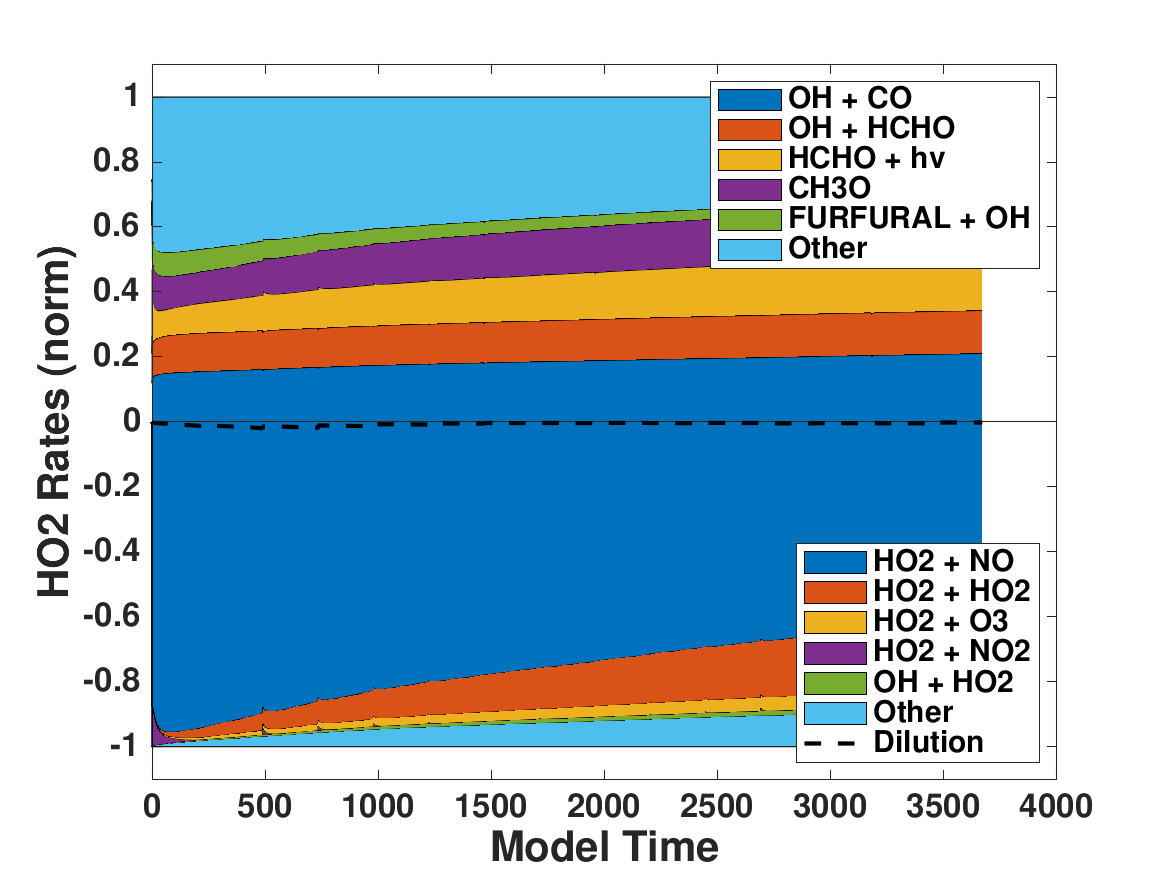 1
0.8
0.6
0.4
0.2
0
-0.2
-0.4
-0.6
-0.8
-1
HO2 Rates (norm)
OH + CO
OH + HCHO
HCHO + hv
CH3O
FURFURAL + OH
Other
HO2 + NO
HO2 + HO2
HO2 + O3
HO2 + NO2
OH + HO2
Other
Dilution
0 500 1000 1500 2000 2500 3000 3500 4000
Model Time